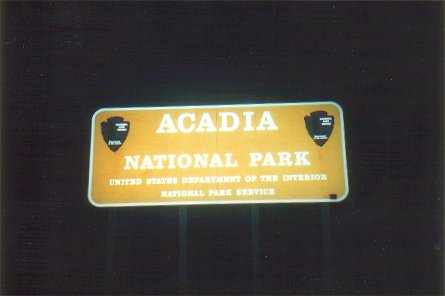 ACADIA
NATIONAL PARK
UNITED STATES DEPARTMENT OF THE INTERIOR
NATIONAL PARK SERVICE